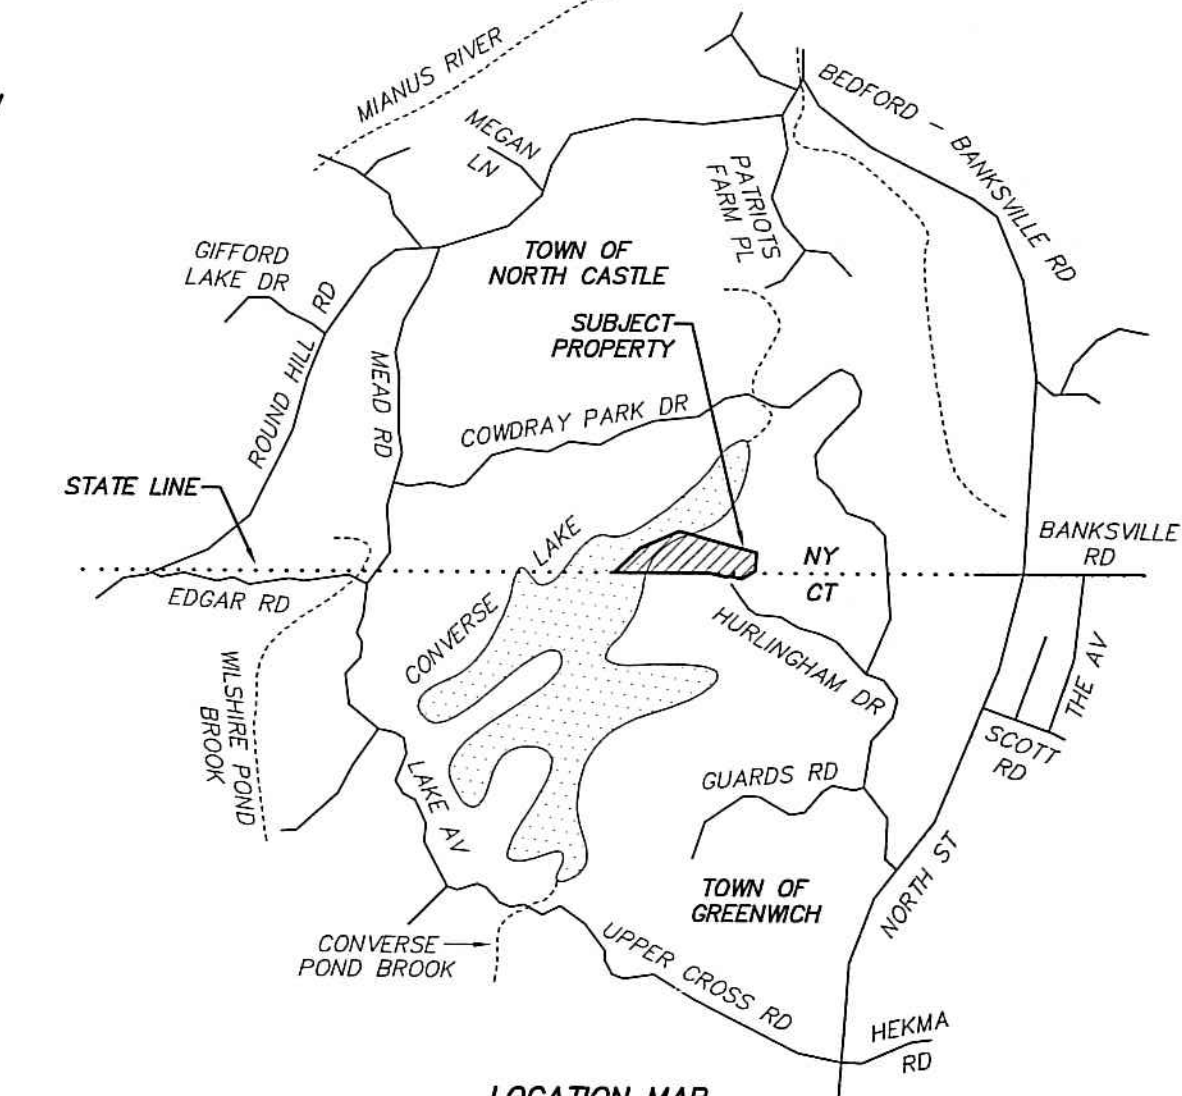 MIANUS RIVER
MEGAN
LN
BEDFORD - BANKSVILLE RD
PATRIOTS
FARM PL
GIFFORD
LAKE DR
TOWN OF
NORTH CASTLE
ROUND HILL RD
MEAD RD
SUBJECT
PROPERTY
COWDRAY PARK DR
STATE LINE
CONVERSE LAKE
NY
CT
BANKSVILLE
RD
EDGAR RD
HURLINGHAM DR
WILSHIRE POND
BROOK
THE AV
SCOTT
RD
LAKE AV
GUARDS RD
TOWN OF
GREENWICH
NORTH ST
CONVERSE
POND BROOK
UPPER CROSS RD
HEKMA
RD
LOCATION MAP